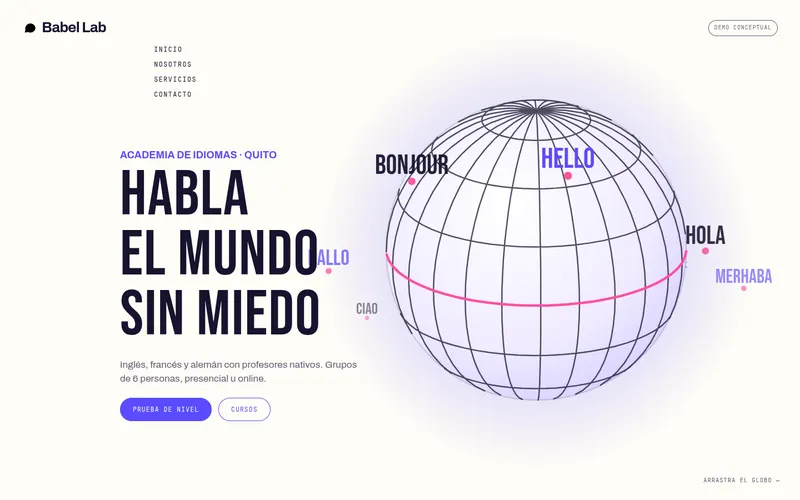 Babel Lab
DEMO CONCEPTUAL
INICIO
NOSOTROS
SERVICIOS
CONTACTO
ACADEMIA DE IDIOMAS · QUITO
HABLA
EL MUNDO
SIN MIEDO
BONJOUR
HELLO
HOLA
ALLO
MERHABA
CIAO
Inglés, francés y alemán con profesores nativos. Grupos
de 6 personas, presencial u online.
PRUEBA DE NIVEL
CURSOS
ARRASTRA EL GLOBO →